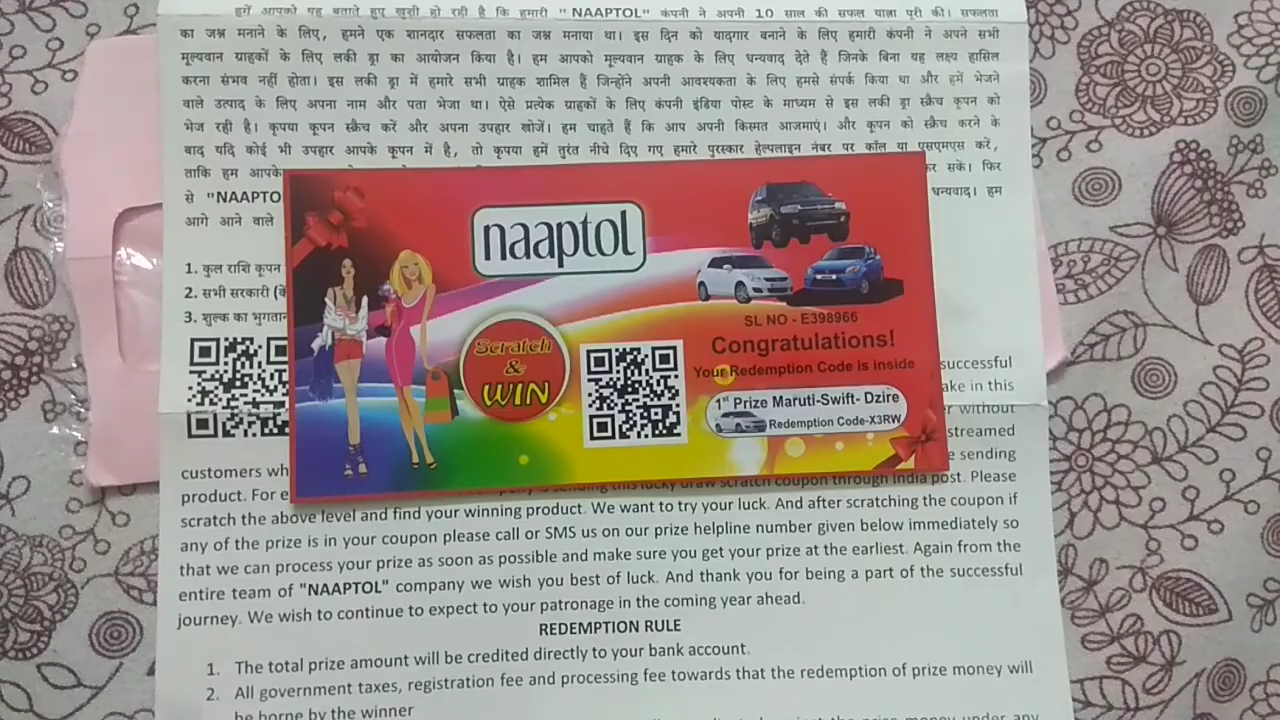 हमें आपको यह बताते हुए खुशी हो रही है कि हमारी " NAAPTOL" कंपनी ने अपनी 10 साल की सफल यात्रा पूरी की। सफलता
का जश्न मनाने के लिए, हमने एक शानदार सफलता का जश्न मनाया था। इस दिन को यादगार बनाने के लिए हमारी कंपनी ने अपने सभी
मूल्यवान ग्राहकों के लिए लकी ड्रा का आयोजन किया है। हम आपको मूल्यवान ग्राहक के लिए धन्यवाद देते हैं जिनके बिना यह लक्ष्य हासिल
करना संभव नहीं होता। इस लकी ड्रा में हमारे सभी ग्राहक शामिल हैं जिन्होंने अपनी आवश्यकता के लिए हमसे संपर्क किया था और हमें भेजने
वाले उत्पाद के लिए अपना नाम और पता भेजा था। ऐसे प्रत्येक ग्राहकों के लिए कंपनी इंडिया पोस्ट के माध्यम से इस लकी ड्रा स्क्रैच कूपन को
भेज रही है। कृपया कूपन स्क्रैच करें और अपना उपहार खोजें। हम चाहते हैं कि आप अपनी किस्मत आजमाएं। और कूपन को स्क्रैच करने के
बाद यदि कोई भी उपहार आपके कूपन में है, तो कृपया हमें तुरंत नीचे दिए गए हमारे पुरस्कार हेल्पलाइन नंबर पर कॉल या एसएमएस करें,
ताकि हम आपके कर सकें। फिर
से "NAAPTO धन्यवाद। हम
आगे आने वाले
1. कुल राशि कूपन
2. सभी सरकारी
3. शुल्क का भुगतान
naaptol
Scratch
&
WIN
SL NO - E398966
Congratulations!
Your Redemption Code is inside
1st Prize Maruti-Swift- Dzire
Redemption Code-X3RW
successful
ake in this
r without
streamed
customers wh e sending
product. For e company is sending this lucky draw scratch coupon through India post. Please
scratch the above level and find your winning product. We want to try your luck. And after scratching the coupon if
any of the prize is in your coupon please call or SMS us on our prize helpline number given below immediately so
that we can process your prize as soon as possible and make sure you get your prize at the earliest. Again from the
entire team of "NAAPTOL" company we wish you best of luck. And thank you for being a part of the successful
journey. We wish to continue to expect to your patronage in the coming year ahead.
REDEMPTION RULE
1. The total prize amount will be credited directly to your bank account.
2. All government taxes, registration fee and processing fee towards that the redemption of prize money will
be borne by the winner